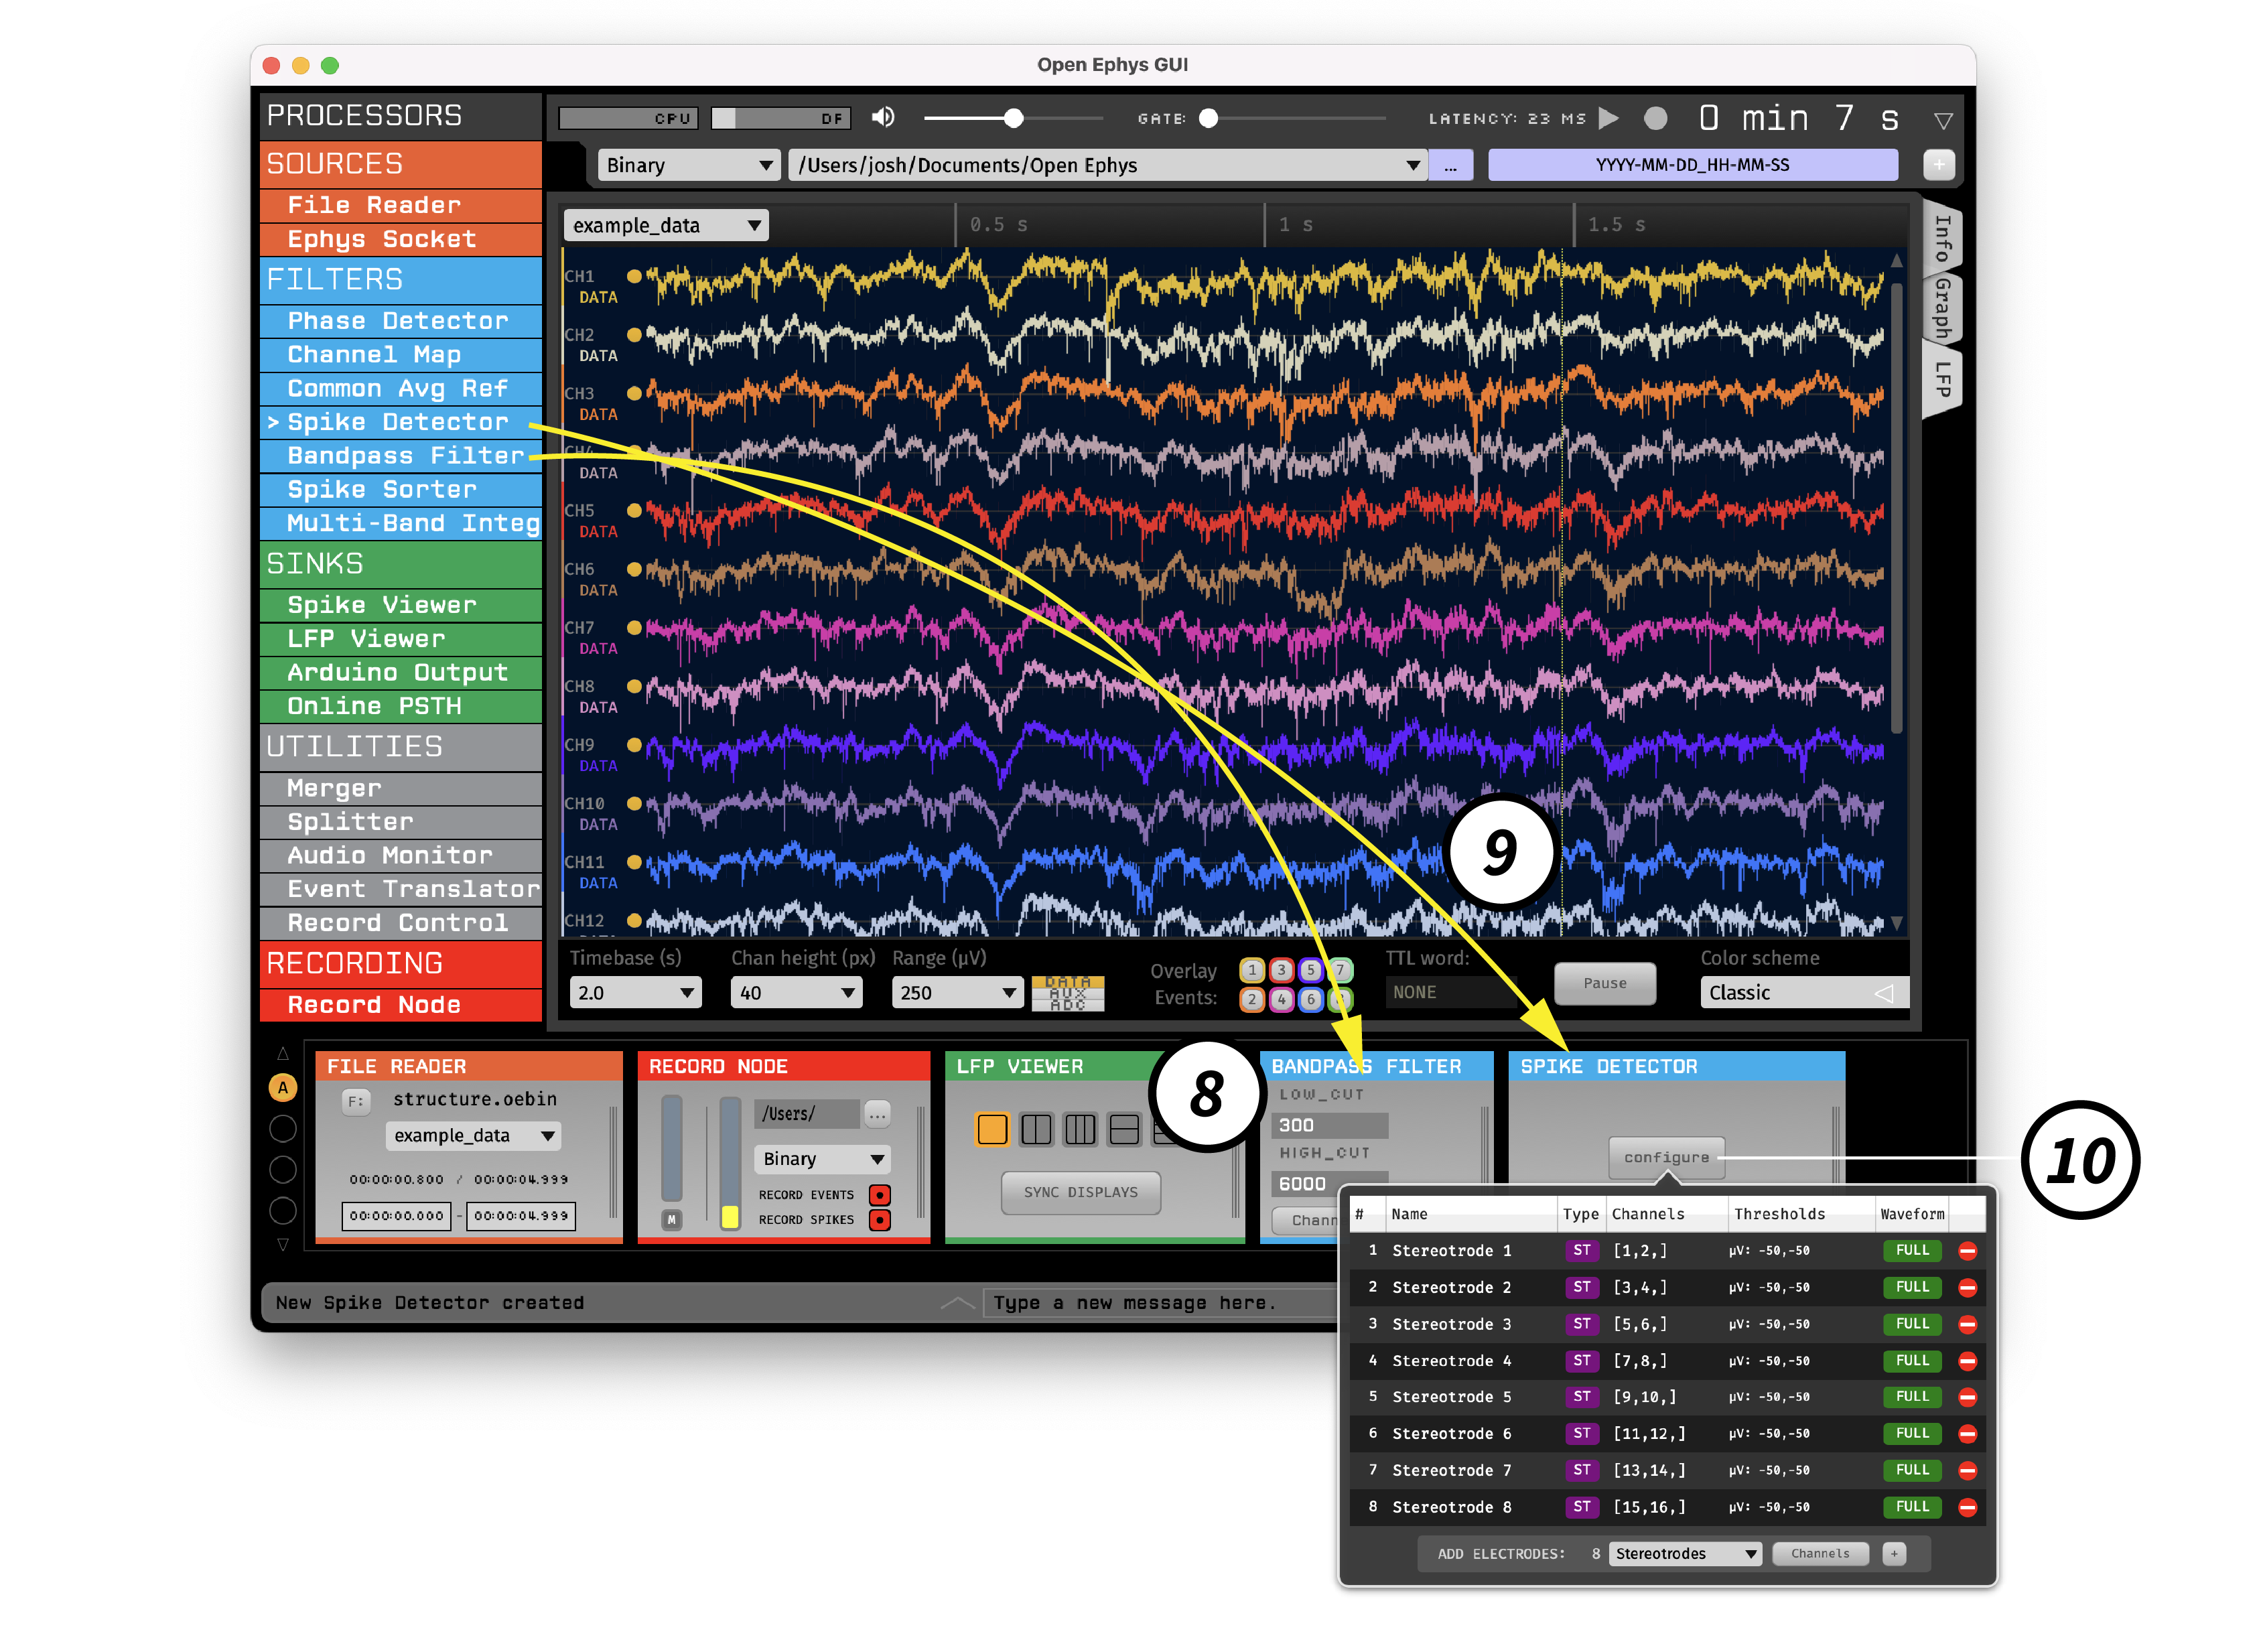 Open Ephys GUI
PROCESSORS
SOURCES
File Reader
Ephys Socket
FILTERS
Phase Detector
Channel Map
Common Avg Ref
> Spike Detector
Bandpass Filter
Spike Sorter
Multi-Band Integ
SINKS
Spike Viewer
LFP Viewer
Arduino Output
Online PSTH
UTILITIES
Merger
Splitter
Audio Monitor
Event Translator
Record Control
RECORDING
Record Node
CPU DF GATE: LATENCY: 23 MS 0 min 7 s
Binary /Users/josh/Documents/Open Ephys ... YYYY-MM-DD_HH-MM-SS +
example_data 0.5 s 1 s 1.5 s
Info
Graph
LFP
CH1
DATA
CH2
DATA
CH3
DATA
DATA
CH5
DATA
CH6
DATA
CH7
DATA
CH8
DATA
CH9
DATA
CH10
DATA
CH11
DATA
CH12
9
Timebase (s) Chan height (px) Range (µV)
2.0 40 250
DATA
AUX
ADC
Overlay
Events:
1 3 5 7
2 4 6
TTL word:
NONE
Pause
Color scheme
Classic
A
FILE READER
F: structure.oebin
example_data
00:00:00.800 / 00:00:04.999
00:00:00.000 - 00:00:04.999
RECORD NODE
/Users/ ...
Binary
RECORD EVENTS
RECORD SPIKES
M
LFP VIEWER
SYNC DISPLAYS
8
BANDPASS FILTER
LOW_CUT
300
HIGH_CUT
6000
Chann
SPIKE DETECTOR
configure
10
# Name Type Channels Thresholds Waveform
1 Stereotrode 1 ST [1,2,] µV: -50,-50 FULL
2 Stereotrode 2 ST [3,4,] µV: -50,-50 FULL
3 Stereotrode 3 ST [5,6,] µV: -50,-50 FULL
4 Stereotrode 4 ST [7,8,] µV: -50,-50 FULL
5 Stereotrode 5 ST [9,10,] µV: -50,-50 FULL
6 Stereotrode 6 ST [11,12,] µV: -50,-50 FULL
7 Stereotrode 7 ST [13,14,] µV: -50,-50 FULL
8 Stereotrode 8 ST [15,16,] µV: -50,-50 FULL
ADD ELECTRODES: 8 Stereotrodes Channels +
New Spike Detector created
Type a new message here.